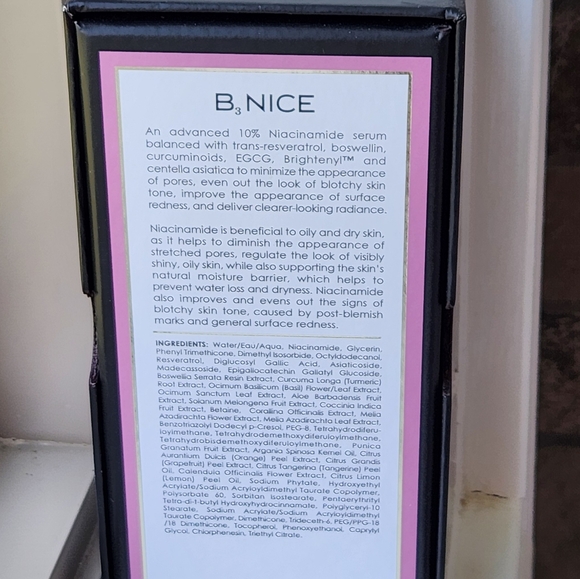 B₃ NICE
An advanced 10% Niacinamide serum
balanced with trans-resveratrol, boswellin,
curcuminoids, EGCG, Brightenyl™ and
centella asiatica to minimize the appearance
of pores, even out the look of blotchy skin
tone, improve the appearance of surface
redness, and deliver clearer-looking radiance.
Niacinamide is beneficial to oily and dry skin,
as it helps to diminish the appearance of
stretched pores, regulate the look of visibly
shiny, oily skin, while also supporting the skin's
natural moisture barrier, which helps to
prevent water loss and dryness. Niacinamide
also improves and evens out the signs of
blotchy skin tone, caused by post-blemish
marks and general surface redness.
INGREDIENTS: Water/Eau/Aqua, Niacinamide, Glycerin,
Phenyl Trimethicone, Dimethyl Isosorbide, Octyldodecanol,
Resveratrol, Diglucosyl Gallic Acid, Asiaticoside,
Madecassoside, Epigallocatechin Gallatyl Glucoside,
Boswellia Serrata Resin Extract, Curcuma Longa (Turmeric)
Root Extract, Ocimum Basilicum (Basil) Flower/Leaf Extract,
Ocimum Sanctum Leaf Extract, Aloe Barbadensis Fruit
Extract, Solanum Melongena Fruit Extract, Coccinia Indica
Fruit Extract, Betaine, Corallina Officinalis Extract, Melia
Azadirachta Flower Extract, Melia Azadirachta Leaf Extract,
Benzotriazolyl Dodecyl p-Cresol, PEG-8, Tetrahydrodiferu-
loylmethane, Tetrahydrodemethoxydiferuloylmethane,
Tetrahydrobisdemethoxydiferuloylmethane, Punica
Granatum Fruit Extract, Argania Spinosa Kernel Oil, Citrus
Aurantium Dulcis (Orange) Peel Extract, Citrus Grandis
(Grapefruit) Peel Extract, Citrus Tangerina (Tangerine) Peel
Oil, Calendula Officinalis Flower Extract, Citrus Limon
(Lemon) Peel Oil, Sodium Phytate, Hydroxyethyl
Acrylate/Sodium Acryloyldimethyl Taurate Copolymer,
Polysorbate 60, Sorbitan Isostearate, Pentaerythrityl
Tetra-di-t-butyl Hydroxyhydrocinnamate, Polyglyceryl-10
Stearate, Sodium Acrylate/Sodium Acryloyldimethyl
Taurate Copolymer, Dimethicone, Trideceth-6, PEG/PPG-18
/18 Dimethicone, Tocopherol, Phenoxyethanol, Caprylyl
Glycol, Chlorphenesin, Triethyl Citrate.